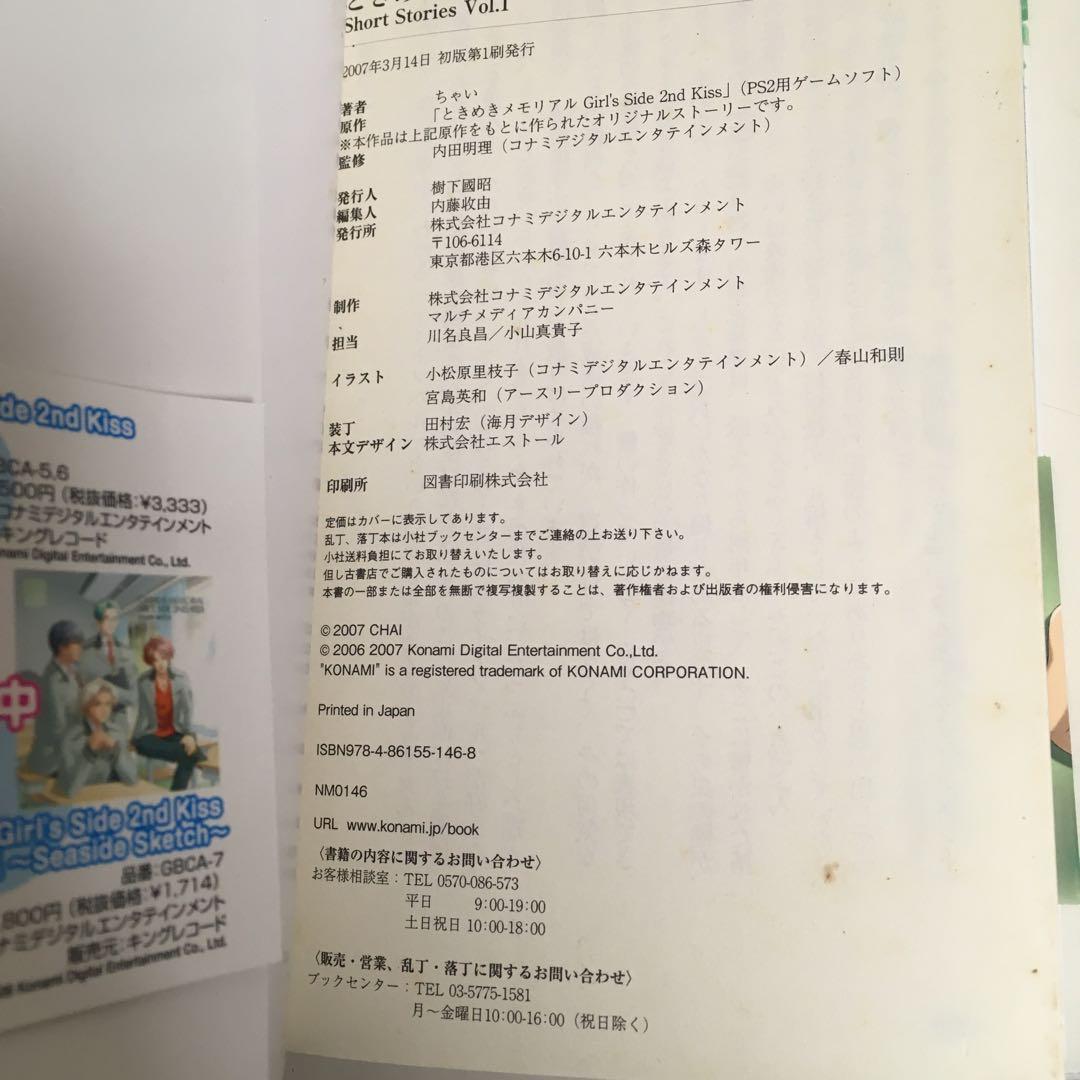 Short Stories Vol.1
2007年3月14日 初版第1刷発行
著者 ちゃい
原作 「ときめきメモリアル Girl's Side 2nd Kiss」(PS2用ゲームソフト)
※本作品は上記原作をもとに作られたオリジナルストーリーです。
監修 内田明理(コナミデジタルエンタテインメント)
発行人 樹下國昭
編集人 内藤收由
発行所 株式会社コナミデジタルエンタテインメント
〒106-6114
東京都港区六本木6-10-1 六本木ヒルズ森タワー
制作 株式会社コナミデジタルエンタテインメント
マルチメディアカンパニー
担当 川名良昌/小山真貴子
イラスト 小松原里枝子(コナミデジタルエンタテインメント)/春山和則
宮島英和(アースリープロダクション)
装丁 田村宏(海月デザイン)
本文デザイン 株式会社エストール
印刷所 図書印刷株式会社
定価はカバーに表示してあります。
乱丁、落丁本は小社ブックセンターまでご連絡の上お送り下さい。
小社送料負担にてお取り替えいたします。
但し古書店でご購入されたものについてはお取り替えに応じかねます。
本書の一部または全部を無断で複写複製することは、著作権者および出版者の権利侵害になります。
© 2007 CHAI
© 2006 2007 Konami Digital Entertainment Co.,Ltd.
"KONAMI" is a registered trademark of KONAMI CORPORATION.
Printed in Japan
ISBN978-4-86155-146-8
NM0146
URL www.konami.jp/book
〈書籍の内容に関するお問い合わせ〉
お客様相談室:TEL 0570-086-573
平日 9:00-19:00
土日祝日 10:00-18:00
〈販売・営業、乱丁・落丁に関するお問い合わせ〉
ブックセンター:TEL 03-5775-1581
月〜金曜日10:00-16:00(祝日除く)
ide 2nd Kiss
BCA-5,6
500円(税抜価格:¥3,333)
コナミデジタルエンタテインメント
キングレコード
nami Digital Entertainment Co., Ltd.
中
Girl's Side 2nd Kiss
~Seaside Sketch~
品番:GBCA-7
,800円(税抜価格:¥1,714)
ナミデジタルエンタテインメント
販売元:キングレコード
Konami Digital Entertainment Co., Ltd.